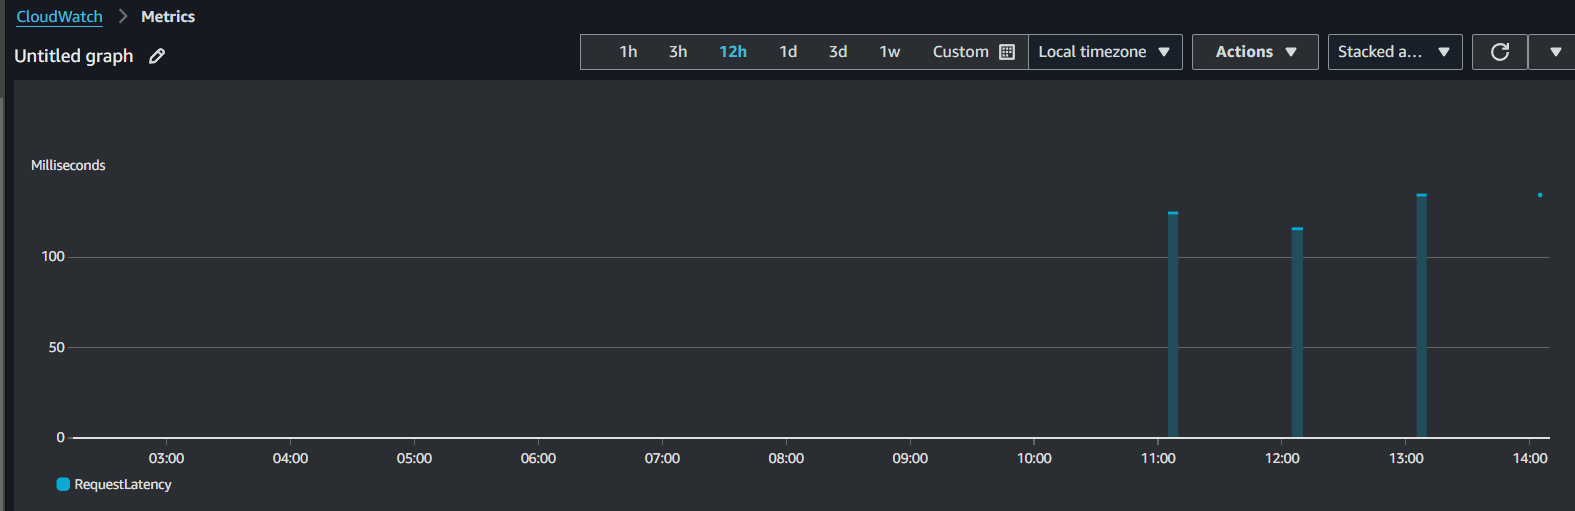 CloudWatch > Metrics
Untitled graph
1h 3h 12h 1d 3d 1w Custom Local timezone Actions Stacked a...
Milliseconds
100
50
0
03:00 04:00 05:00 06:00 07:00 08:00 09:00 10:00 11:00 12:00 13:00 14:00
RequestLatency